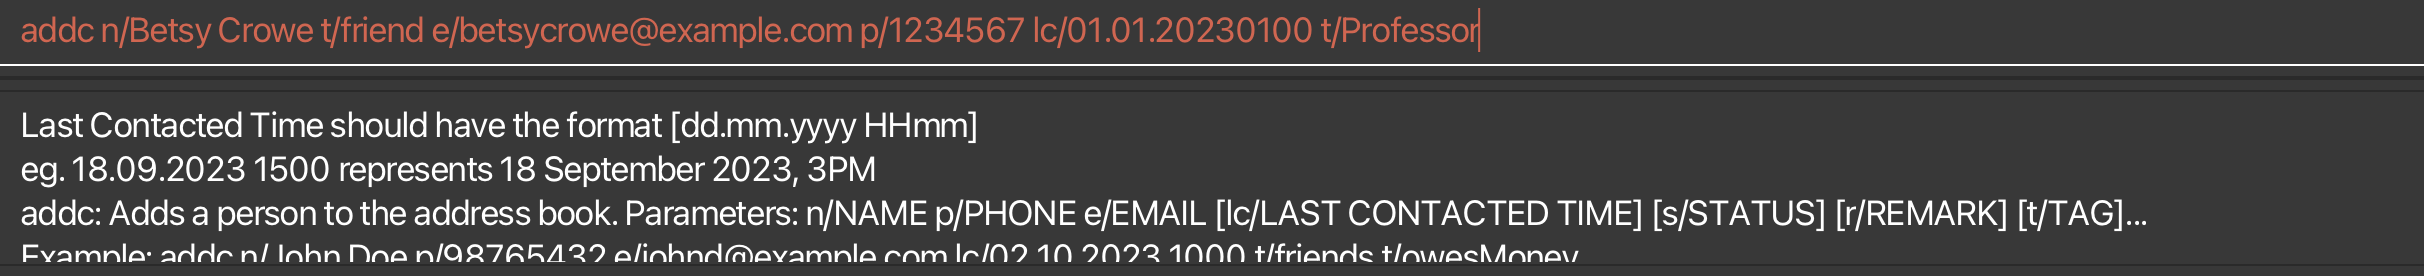 addc n/Betsy Crowe t/friend e/betsycrowe@example.com p/1234567 lc/01.01.20230100 t/Professor
Last Contacted Time should have the format [dd.mm.yyyy HHmm]
eg. 18.09.2023 1500 represents 18 September 2023, 3PM
addc: Adds a person to the address book. Parameters: n/NAME p/PHONE e/EMAIL [lc/LAST CONTACTED TIME] [s/STATUS] [r/REMARK] [t/TAG]...
Example: addc n/ John Doe p/98765432 e/johnd@example.com lc/02.10.2023 1000 t/friends t/owesMoney